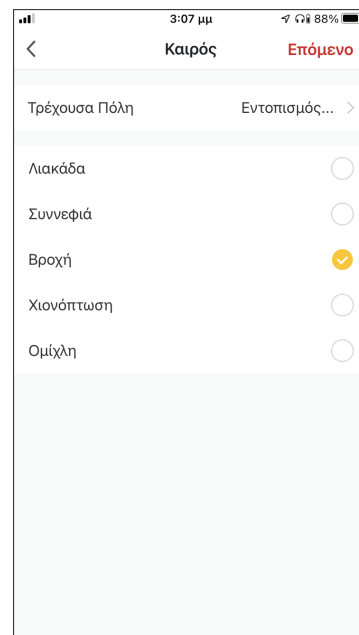 3:07 μμ 88%
Καιρός Επόμενο
Τρέχουσα Πόλη Εντοπισμός...
Λιακάδα
Συννεφιά
Βροχή
Χιονόπτωση
Ομίχλη